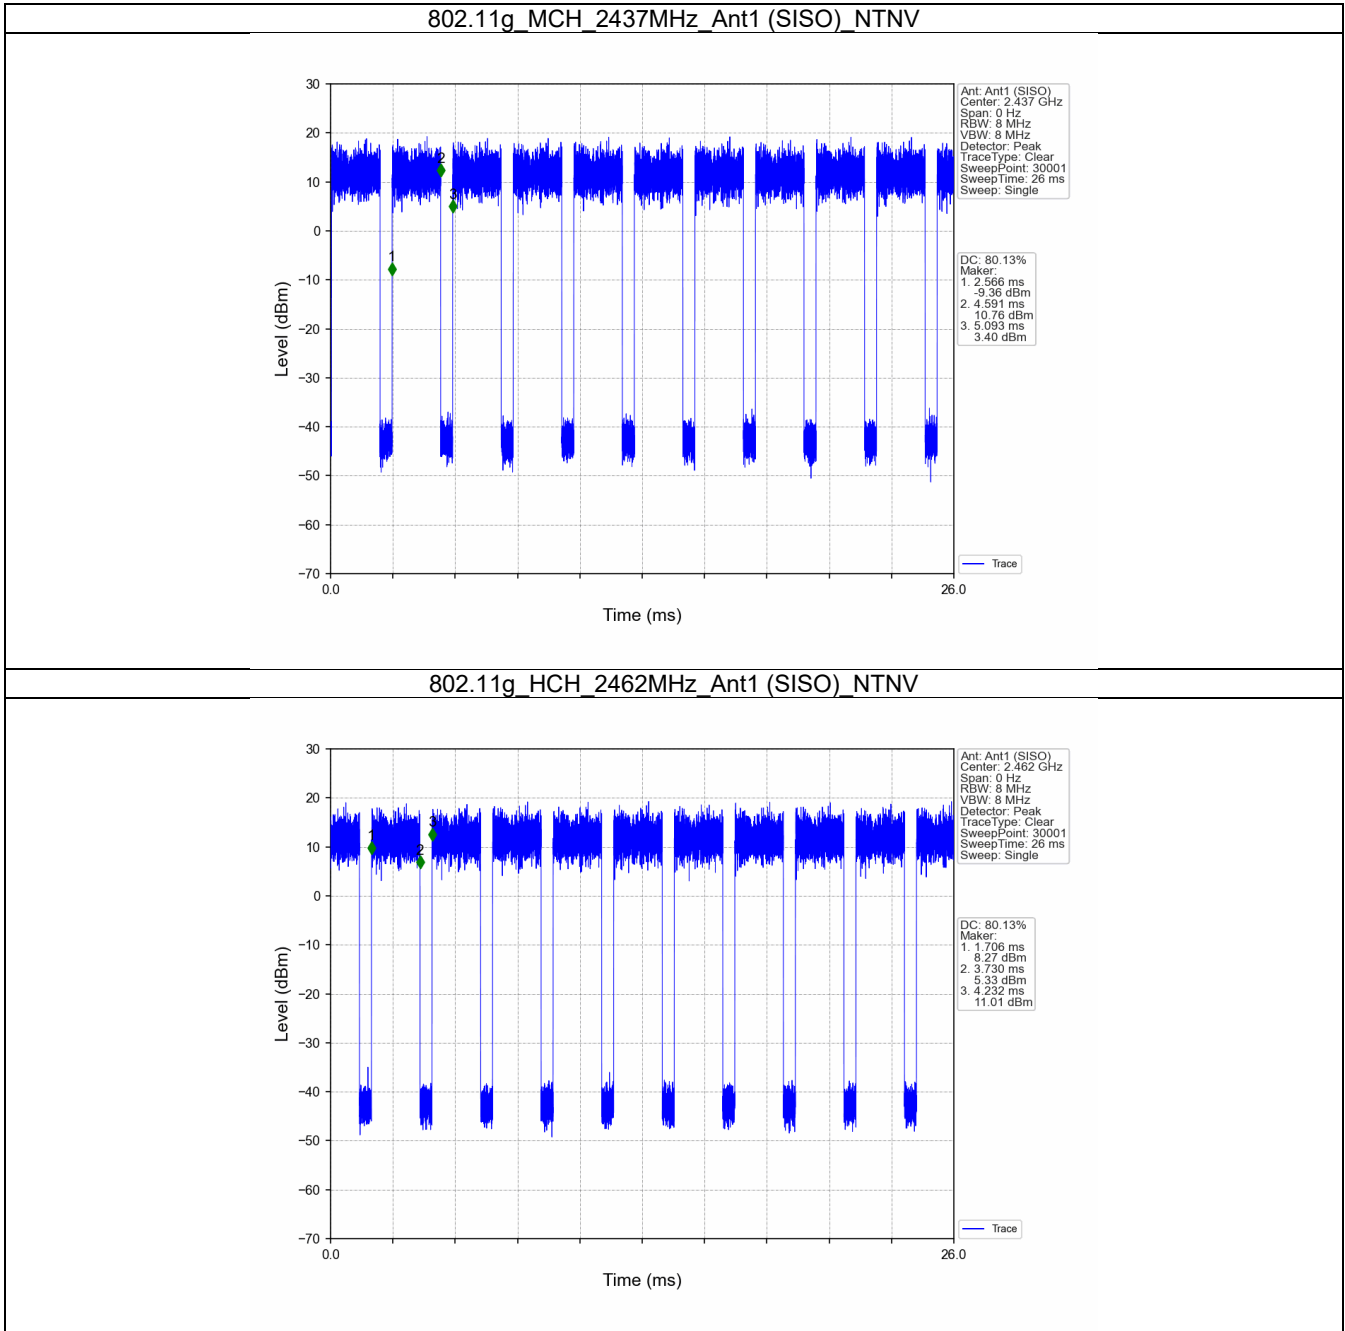 802.11g_MCH_2437MHz_Ant1 (SISO)_NTNV
30
20
10
0
−10
−20
−30
−40
−50
−60
−70
Level (dBm)
0.0
26.0
Time (ms)
1
2
3
Ant: Ant1 (SISO)
Center: 2.437 GHz
Span: 0 Hz
RBW: 8 MHz
VBW: 8 MHz
Detector: Peak
TraceType: Clear
SweepPoint: 30001
SweepTime: 26 ms
Sweep: Single
DC: 80.13%
Maker:
1. 2.566 ms
-9.36 dBm
2. 4.591 ms
10.76 dBm
3. 5.093 ms
3.40 dBm
Trace
802.11g_HCH_2462MHz_Ant1 (SISO)_NTNV
30
20
10
0
−10
−20
−30
−40
−50
−60
−70
Level (dBm)
0.0
26.0
Time (ms)
1
2
3
Ant: Ant1 (SISO)
Center: 2.462 GHz
Span: 0 Hz
RBW: 8 MHz
VBW: 8 MHz
Detector: Peak
TraceType: Clear
SweepPoint: 30001
SweepTime: 26 ms
Sweep: Single
DC: 80.13%
Maker:
1. 1.706 ms
8.27 dBm
2. 3.730 ms
5.33 dBm
3. 4.232 ms
11.01 dBm
Trace